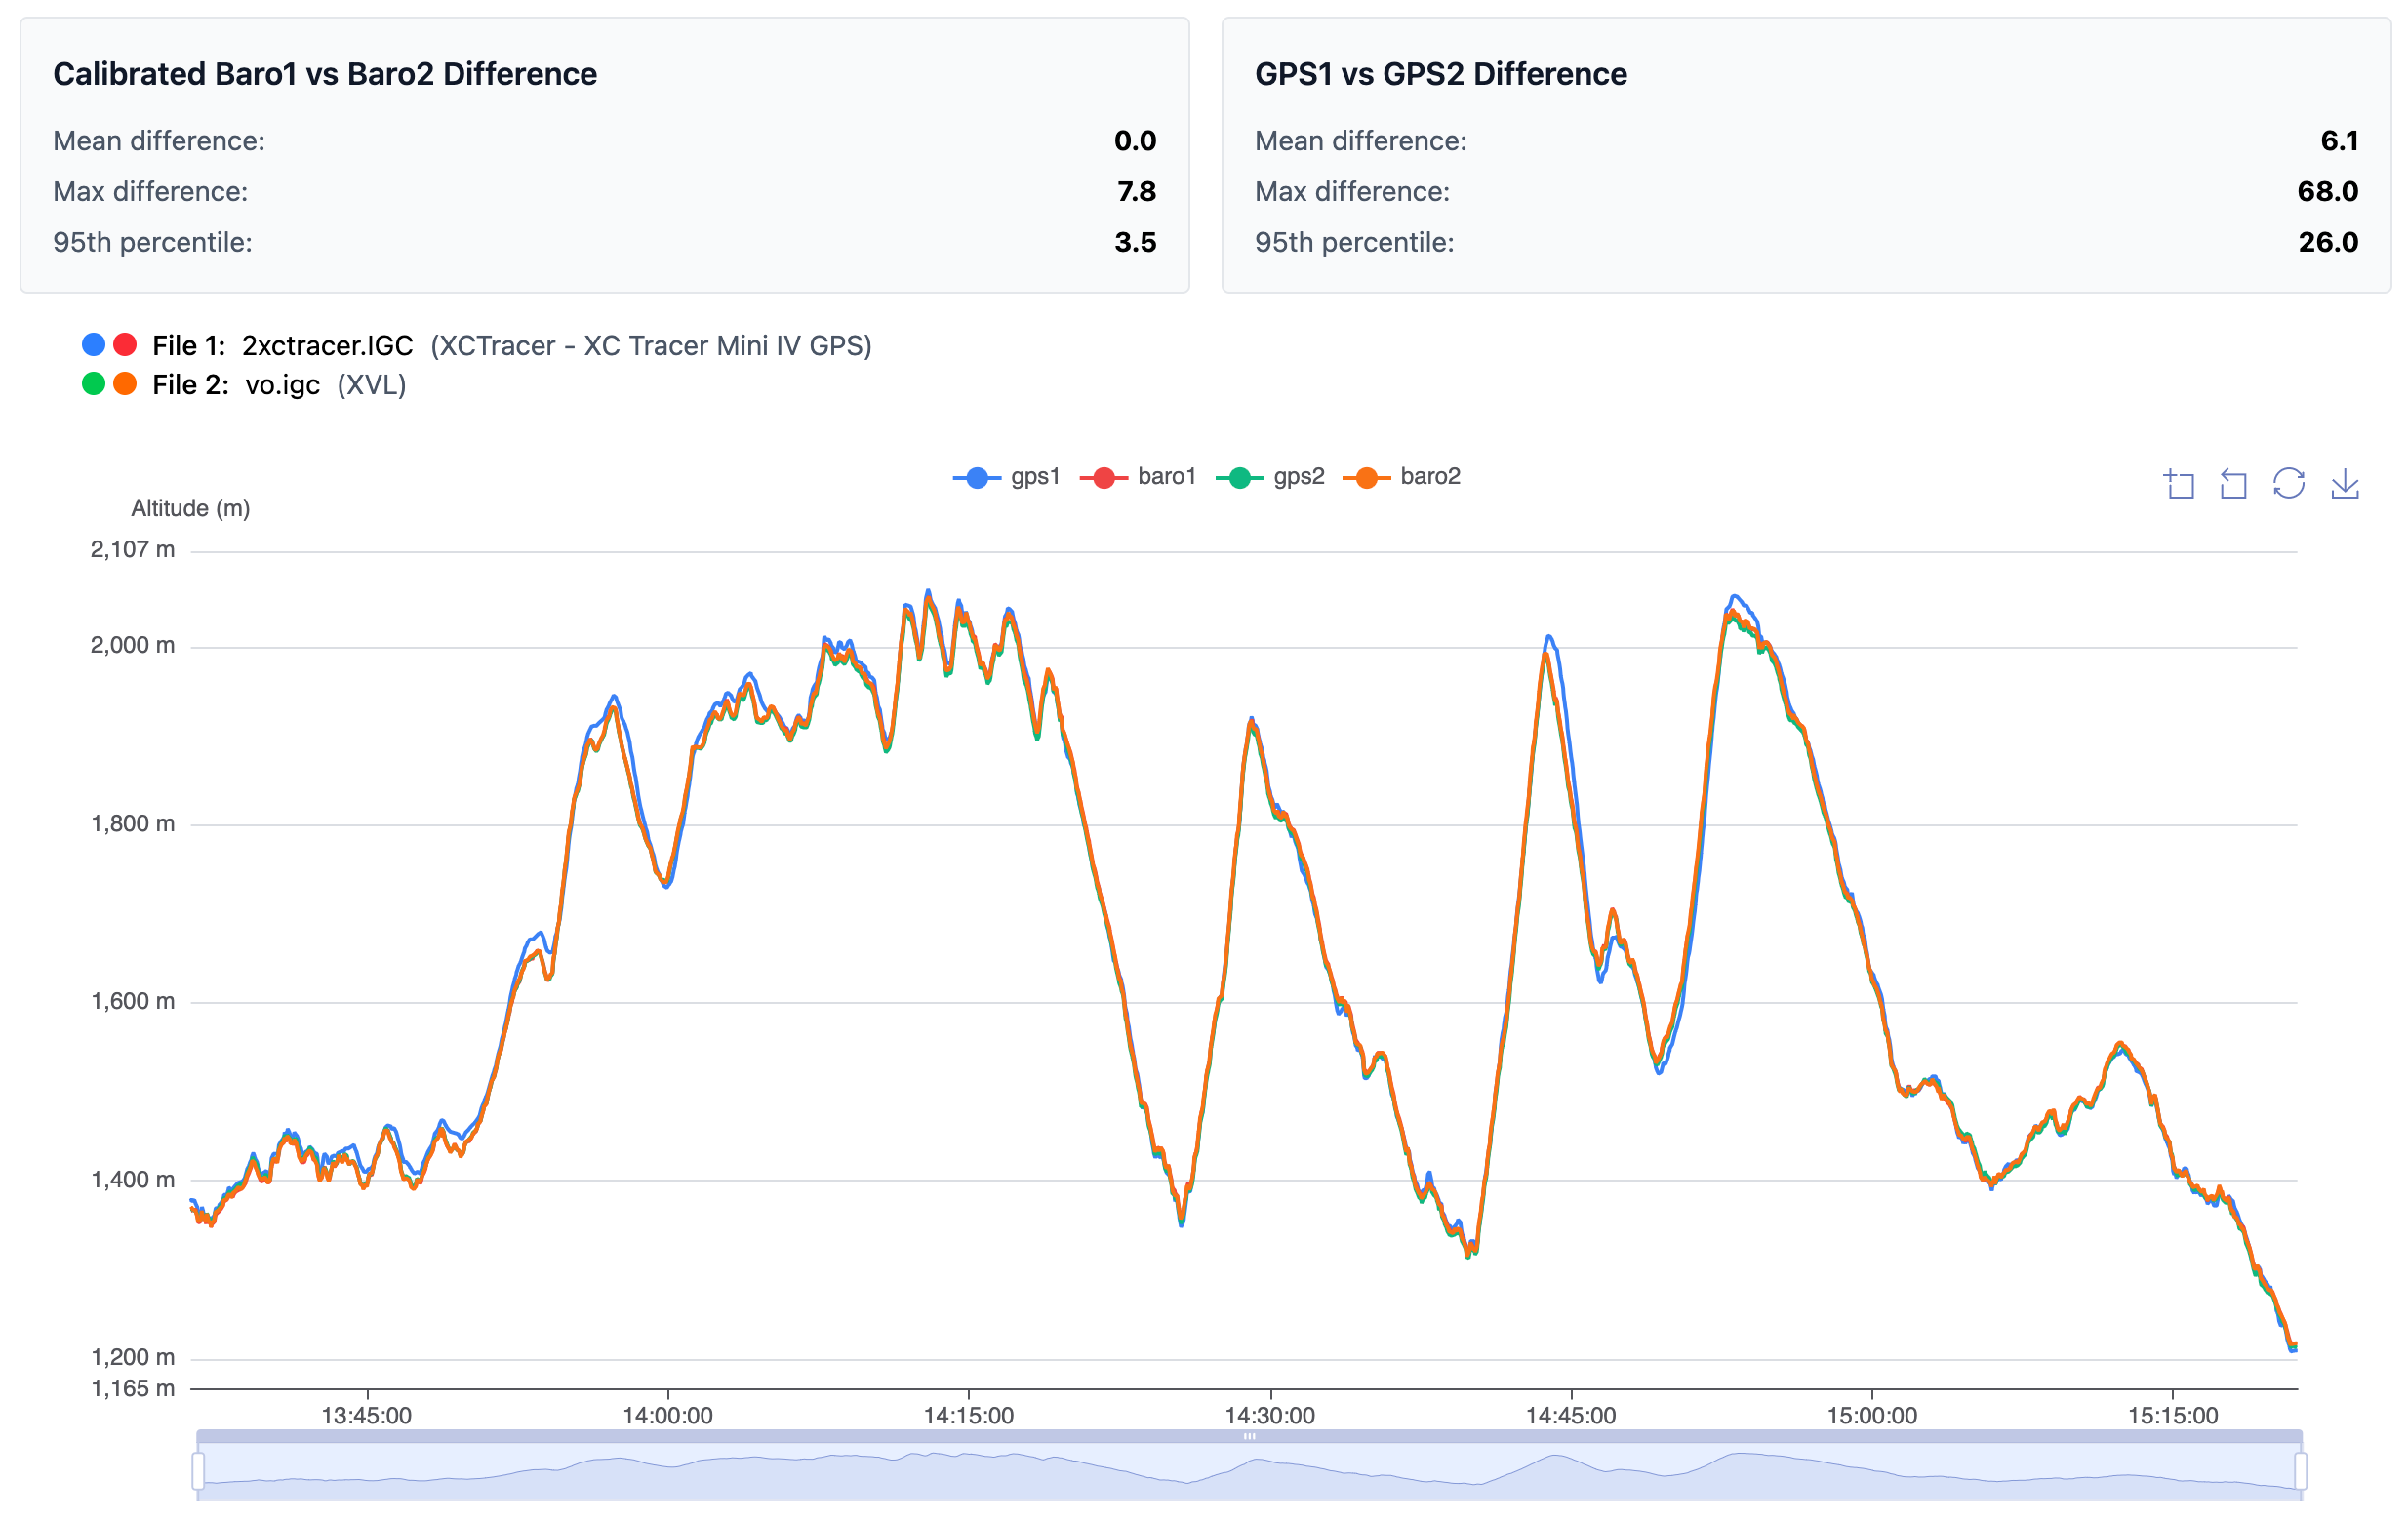 Calibrated Baro1 vs Baro2 Difference
Mean difference: 0.0
Max difference: 7.8
95th percentile: 3.5
GPS1 vs GPS2 Difference
Mean difference: 6.1
Max difference: 68.0
95th percentile: 26.0
File 1: 2xctracer.IGC (XCTracer - XC Tracer Mini IV GPS)
File 2: vo.igc (XVL)
gps1 baro1 gps2 baro2
Altitude (m)
2,107 m
2,000 m
1,800 m
1,600 m
1,400 m
1,200 m
1,165 m
13:45:00 14:00:00 14:15:00 14:30:00 14:45:00 15:00:00 15:15:00